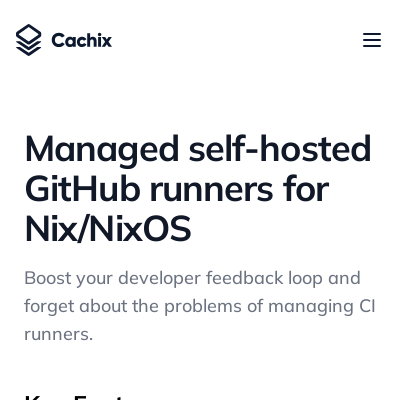 Cachix
Managed self-hosted
GitHub runners for
Nix/NixOS
Boost your developer feedback loop and
forget about the problems of managing CI
runners.